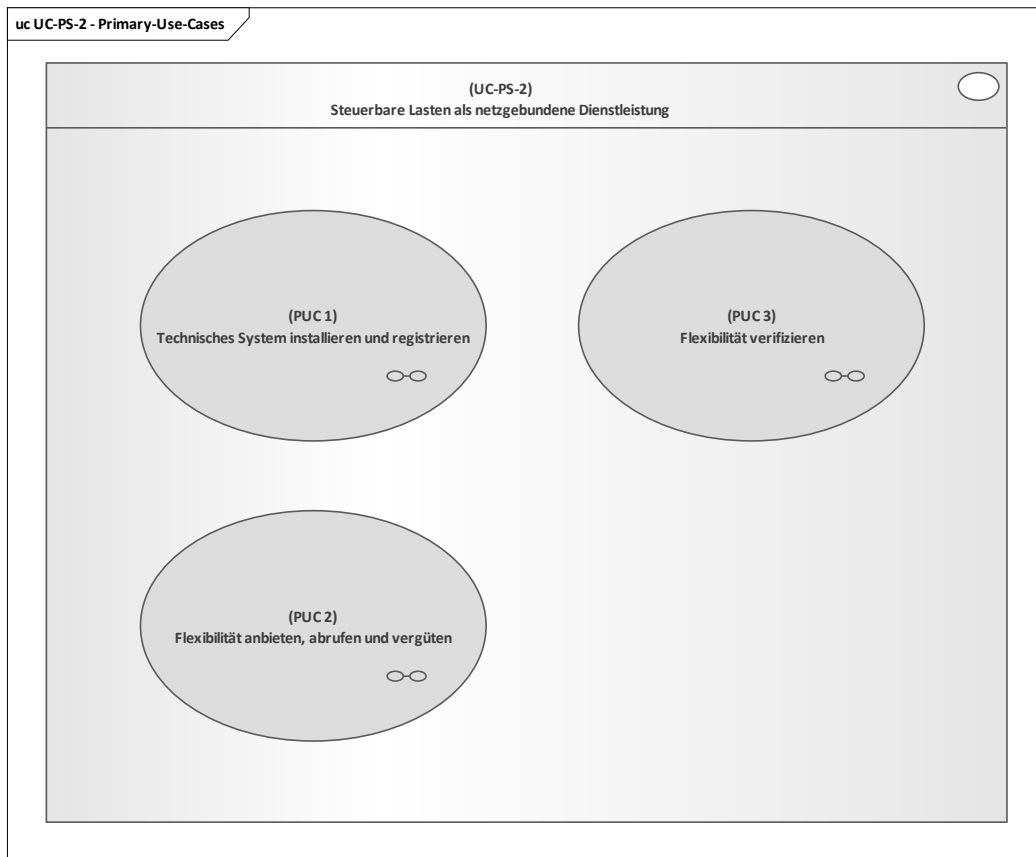 uc UC-PS-2 - Primary-Use-Cases
(UC-PS-2)
Steuerbare Lasten als netzgebundene Dienstleistung
(PUC 1)
Technisches System installieren und registrieren
(PUC 3)
Flexibilität verifizieren
(PUC 2)
Flexibilität anbieten, abrufen und vergüten